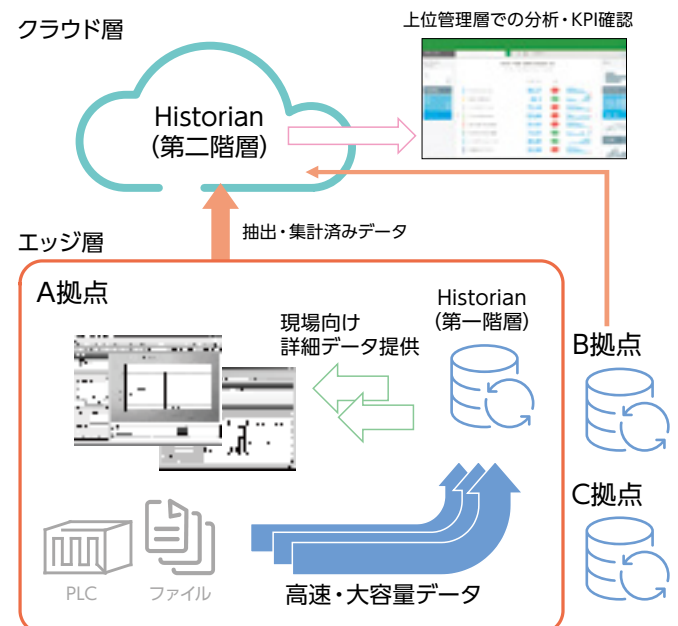 クラウド層
上位管理層での分析・KPI確認
Historian
(第二階層)
抽出・集計済みデータ
エッジ層
A拠点
現場向け
詳細データ提供
Historian
(第一階層)
B拠点
C拠点
PLC
ファイル
高速・大容量データ